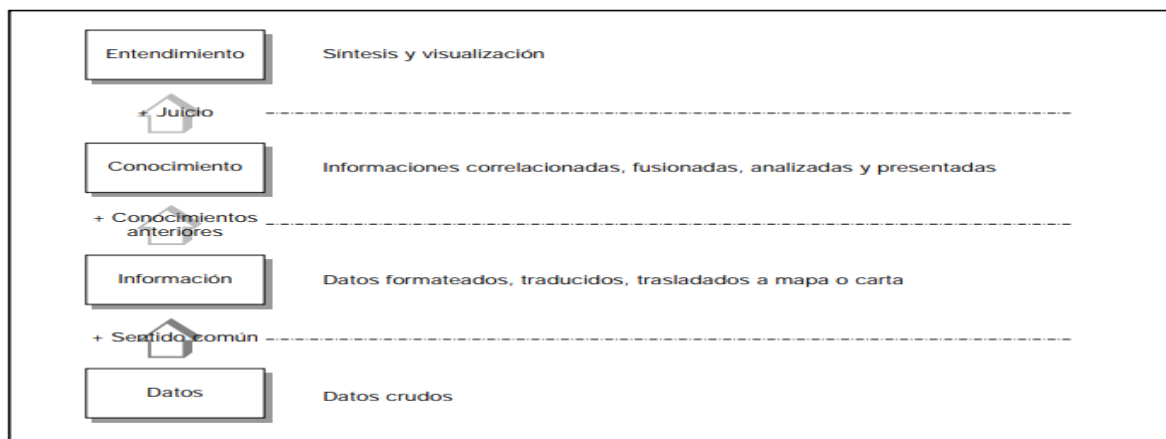 Entendimiento
Síntesis y visualización
+ Juicio
Conocimiento
Informaciones correlacionadas, fusionadas, analizadas y presentadas
+ Conocimientos
anteriores
Información
Datos formateados, traducidos, trasladados a mapa o carta
+ Sentido común
Datos
Datos crudos